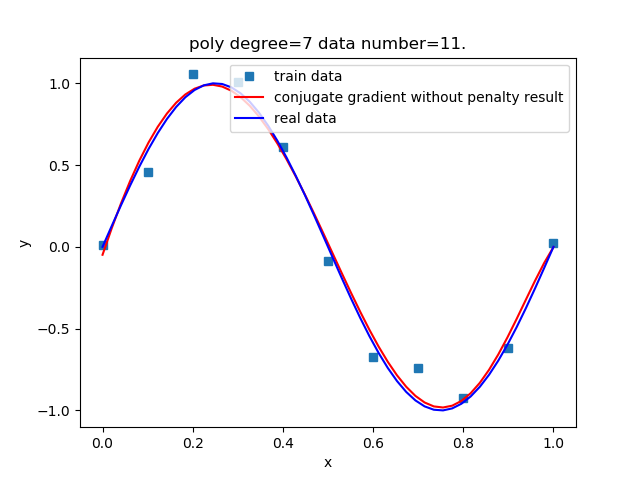 poly degree=7 data number=11.
train data
conjugate gradient without penalty result
real data
1.0
0.5
0.0
−0.5
−1.0
y
0.0 0.2 0.4 0.6 0.8 1.0
x